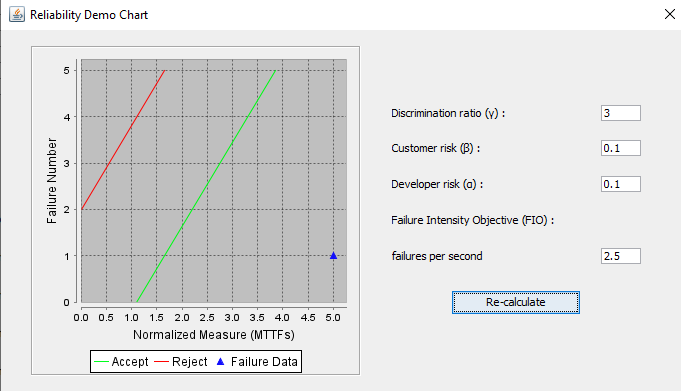 Reliability Demo Chart
5
4
3
2
1
0
Failure Number
0.0 0.5 1.0 1.5 2.0 2.5 3.0 3.5 4.0 4.5 5.0
Normalized Measure (MTTFs)
Accept Reject Failure Data
Discrimination ratio (γ) : 3
Customer risk (β) : 0.1
Developer risk (α) : 0.1
Failure Intensity Objective (FIO) :
failures per second 2.5
Re-calculate